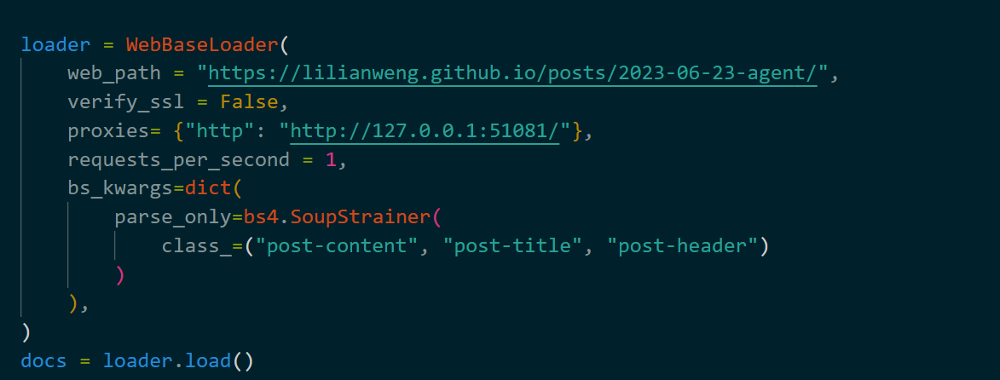 loader = WebBaseLoader(
    web_path = "https://lilianweng.github.io/posts/2023-06-23-agent/",
    verify_ssl = False,
    proxies= {"http": "http://127.0.0.1:51081/"},
    requests_per_second = 1,
    bs_kwargs=dict(
        parse_only=bs4.SoupStrainer(
            class_=("post-content", "post-title", "post-header")
        )
    ),
)
docs = loader.load()